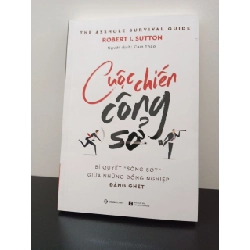 THE ASSHOLE SURVIVAL GUIDE
ROBERT I. SUTTON
Cuộc chiến
công
sở
BÍ QUYẾT "SỐNG SÓT"
GIỮA NHỮNG ĐỒNG NGHIỆP
ĐÁNG GHÉT